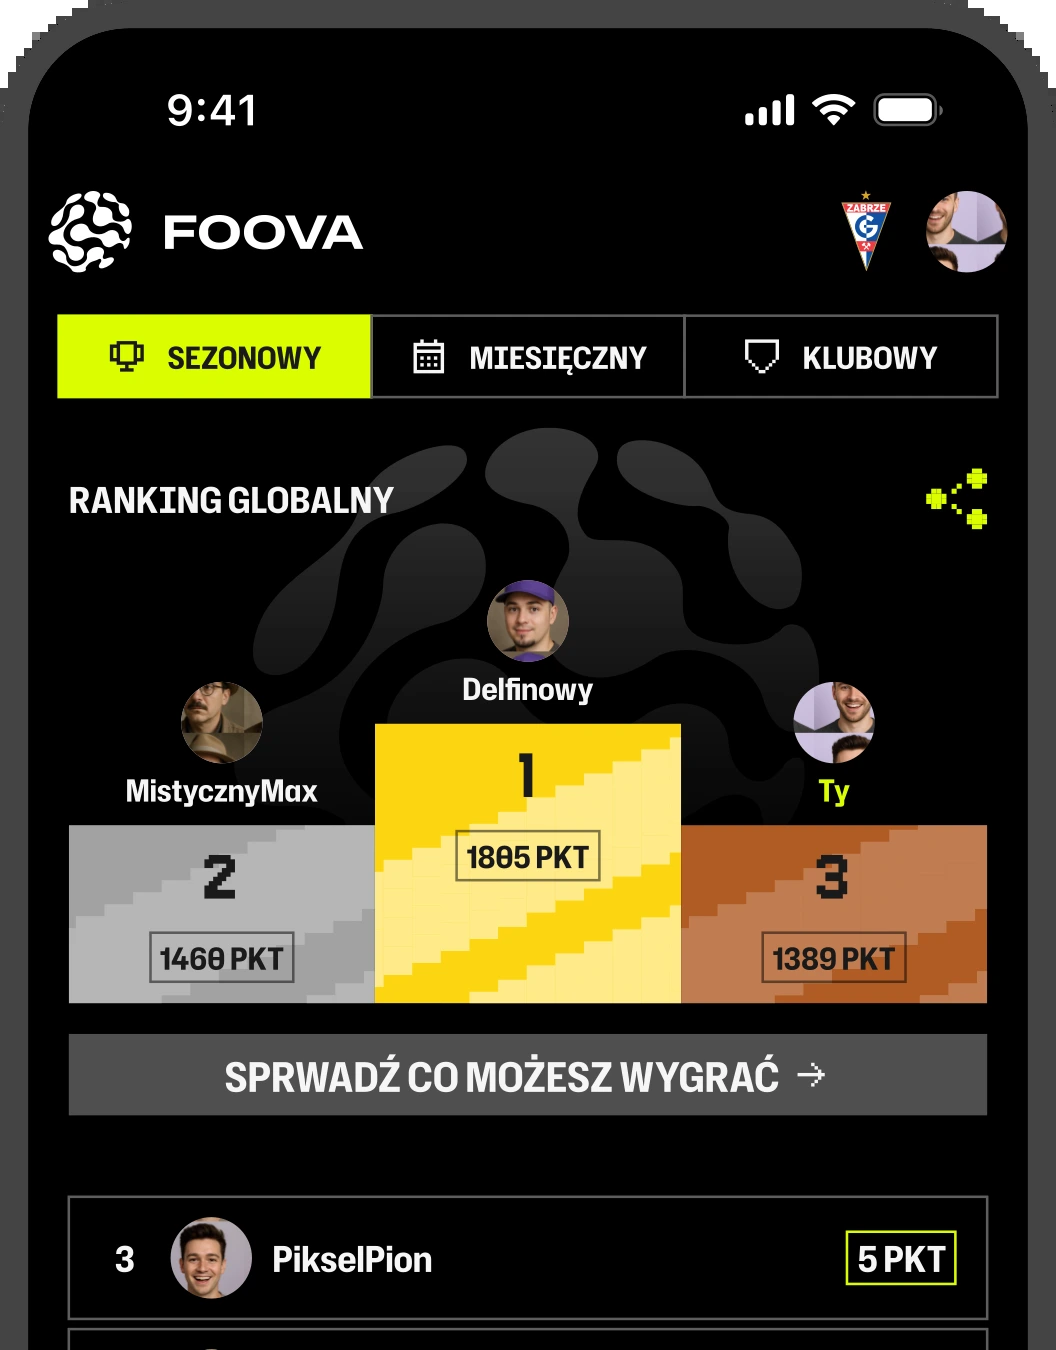 9:41
FOOVA
ZABRZE
G
SEZONOWY
MIESIĘCZNY
KLUBOWY
RANKING GLOBALNY
Delfinowy
MistycznyMax
Ty
1
1805 PKT
2
1460 PKT
3
1389 PKT
SPRWADŹ CO MOŻESZ WYGRAĆ →
3 PikselPion 5 PKT